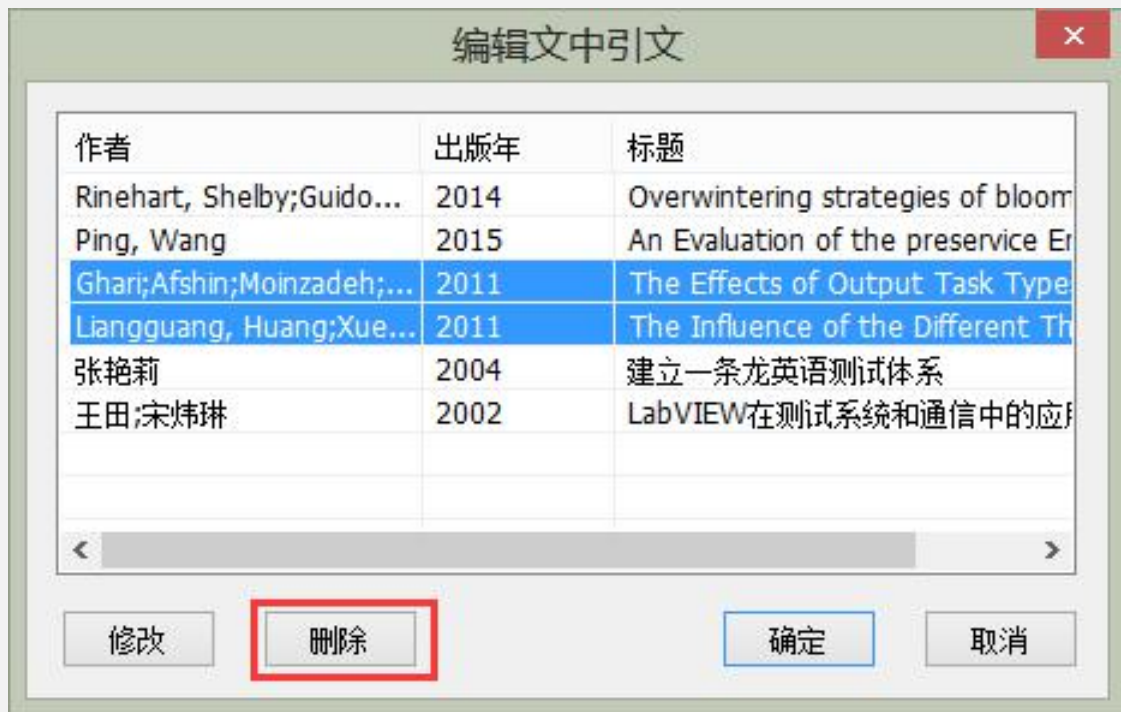 编辑文中引文
作者 出版年 标题
Rinehart, Shelby;Guido... 2014 Overwintering strategies of bloom
Ping, Wang 2015 An Evaluation of the preservice
Ghari;Afshin;Moinzadeh;... 2011 The Effects of Output Task Type
Liangguang, Huang;Xue... 2011 The Influence of the Different Th
张艳莉 2004 建立一条龙英语测试体系
王田;宋炜琳 2002 LabVIEW在测试系统和通信中的应
修改 删除 确定 取消